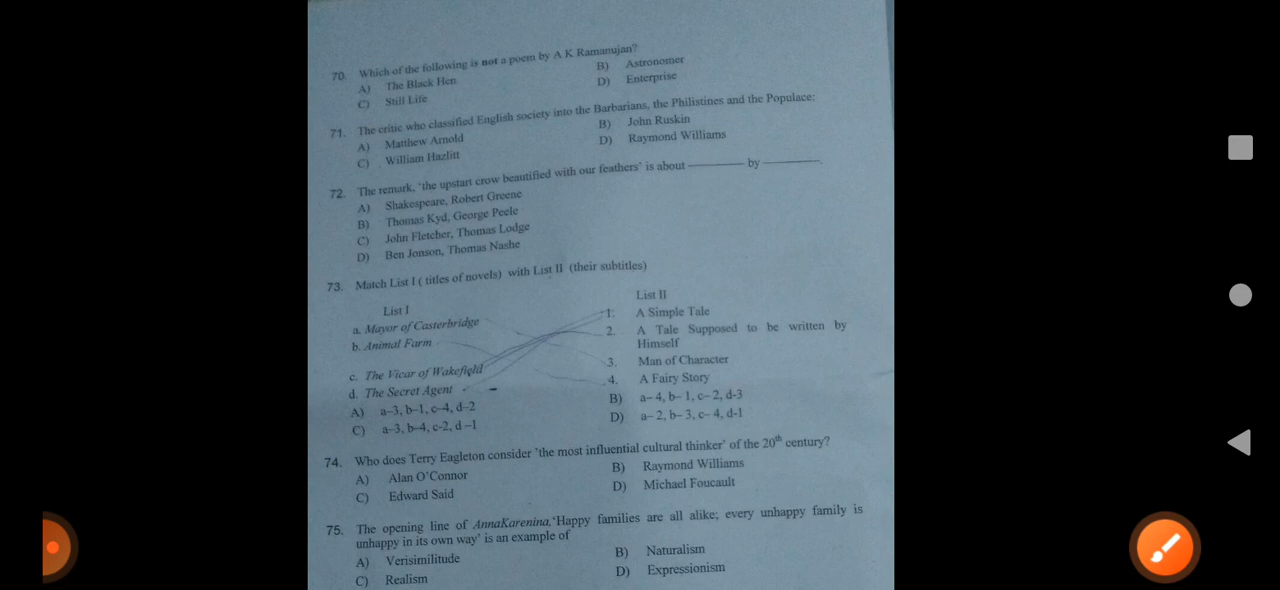 70. Which of the following is not a poem by A K Ramanujan?
A) The Black Hen B) Astronomer
C) Still Life D) Enterprise
71. The critic who classified English society into the Barbarians, the Philistines and the Populace:
A) Matthew Arnold B) John Ruskin
C) William Hazlitt D) Raymond Williams
72. The remark, 'the upstart crow beautified with our feathers' is about ———— by ————.
A) Shakespeare, Robert Greene
B) Thomas Kyd, George Peele
C) John Fletcher, Thomas Lodge
D) Ben Jonson, Thomas Nashe
73. Match List I ( titles of novels) with List II (their subtitles)
List I List II
a. Mayor of Casterbridge 1. A Simple Tale
b. Animal Farm 2. A Tale Supposed to be written by
Himself
c. The Vicar of Wakefield 3. Man of Character
d. The Secret Agent 4. A Fairy Story
A) a–3, b–1, c–4, d–2 B) a– 4, b– 1, c– 2, d-3
C) a–3, b–4, c-2, d –1 D) a– 2, b– 3, c– 4, d-1
74. Who does Terry Eagleton consider 'the most influential cultural thinker' of the 20th century?
A) Alan O'Connor B) Raymond Williams
C) Edward Said D) Michael Foucault
75. The opening line of AnnaKarenina,'Happy families are all alike; every unhappy family is
unhappy in its own way' is an example of
A) Verisimilitude B) Naturalism
C) Realism D) Expressionism